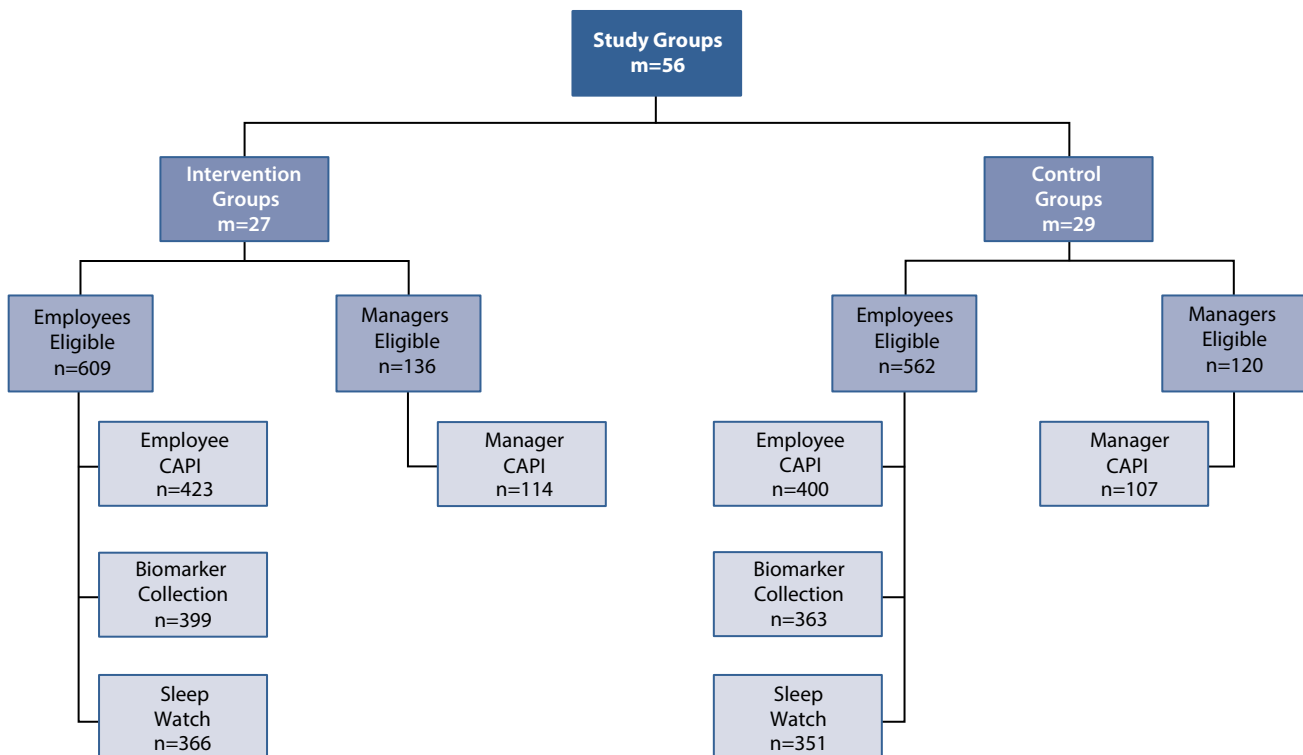 Study Groups
m=56
Intervention
Groups
m=27
Control
Groups
m=29
Employees
Eligible
n=609
Managers
Eligible
n=136
Employees
Eligible
n=562
Managers
Eligible
n=120
Employee
CAPI
n=423
Manager
CAPI
n=114
Employee
CAPI
n=400
Manager
CAPI
n=107
Biomarker
Collection
n=399
Biomarker
Collection
n=363
Sleep
Watch
n=366
Sleep
Watch
n=351